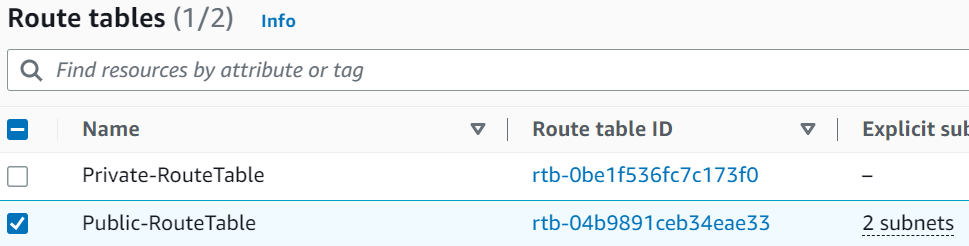 Route tables (1/2) Info
Find resources by attribute or tag
Name Route table ID Explicit sub
Private-RouteTable rtb-0be1f536fc7c173f0 –
Public-RouteTable rtb-04b9891ceb34eae33 2 subnets